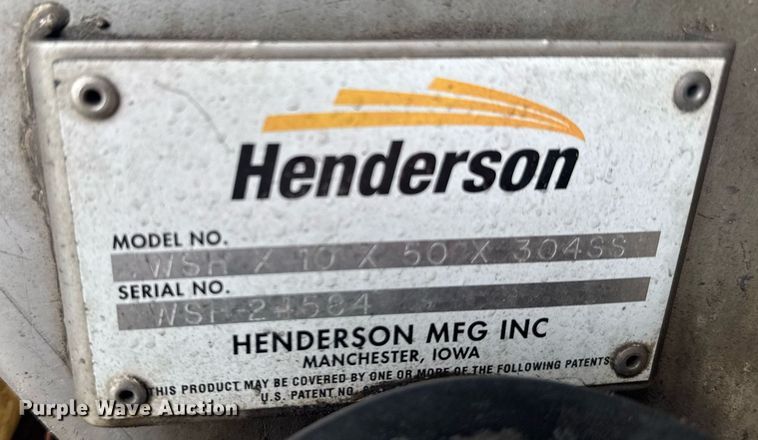 Henderson
MODEL NO.
WSH X 10 X 50 X 304SS
SERIAL NO.
HENDERSON MFG INC
MANCHESTER, IOWA
THIS PRODUCT MAY BE COVERED BY ONE OR MORE OF THE FOLLOWING PATENTS
U.S. PATENT NO.
Purple Wave Auction